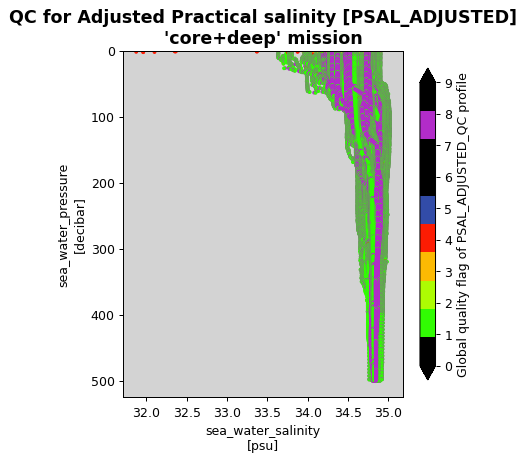 QC for Adjusted Practical salinity [PSAL_ADJUSTED]
'core+deep' mission
0
100
200
300
400
500
sea_water_pressure
[decibar]
32.0 32.5 33.0 33.5 34.0 34.5 35.0
sea_water_salinity
[psu]
9
8
7
6
5
4
3
2
1
0
Global quality flag of PSAL_ADJUSTED_QC profile